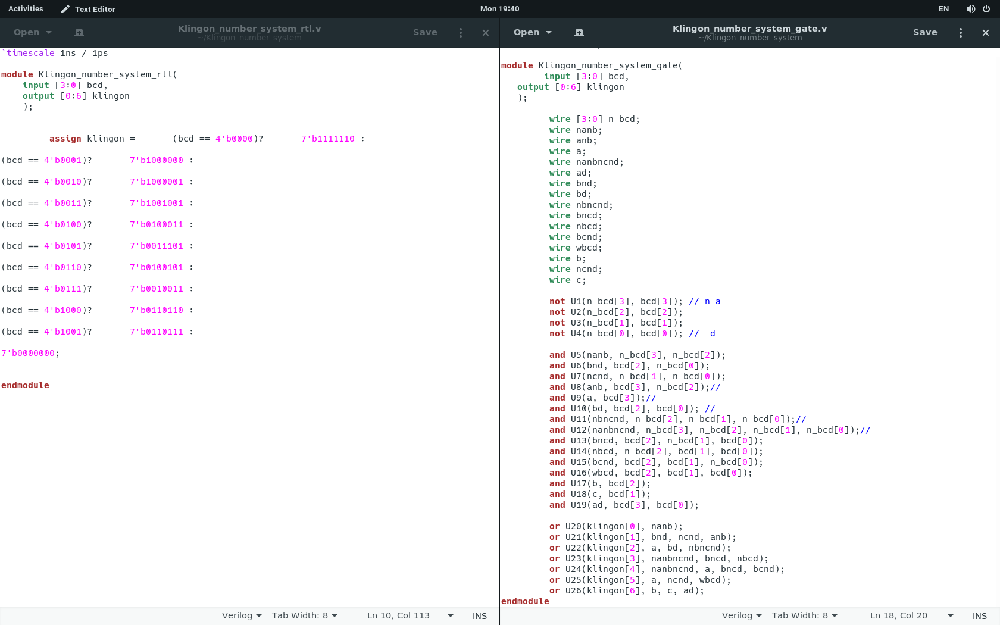 Activities Text Editor Mon 19:40 EN
Open Klingon_number_system_rtl.v Save
~/Klingon_number_system
`timescale 1ns / 1ps
module Klingon_number_system_rtl(
input [3:0] bcd,
output [0:6] klingon
);
assign klingon = (bcd == 4'b0000)? 7'b1111110 :
(bcd == 4'b0001)? 7'b1000000 :
(bcd == 4'b0010)? 7'b1000001 :
(bcd == 4'b0011)? 7'b1001001 :
(bcd == 4'b0100)? 7'b0100011 :
(bcd == 4'b0101)? 7'b0011101 :
(bcd == 4'b0110)? 7'b0100101 :
(bcd == 4'b0111)? 7'b0010011 :
(bcd == 4'b1000)? 7'b0110110 :
(bcd == 4'b1001)? 7'b0110111 :
7'b0000000;
endmodule
Verilog Tab Width: 8 Ln 10, Col 113 INS
Open Klingon_number_system_gate.v Save
~/Klingon_number_system
module Klingon_number_system_gate(
input [3:0] bcd,
output [0:6] klingon
);
wire [3:0] n_bcd;
wire nanb;
wire anb;
wire a;
wire nanbncnd;
wire ad;
wire bnd;
wire bd;
wire nbncnd;
wire bncd;
wire nbcd;
wire bcnd;
wire wbcd;
wire b;
wire ncnd;
wire c;
not U1(n_bcd[3], bcd[3]); // n_a
not U2(n_bcd[2], bcd[2]);
not U3(n_bcd[1], bcd[1]);
not U4(n_bcd[0], bcd[0]); // _d
and U5(nanb, n_bcd[3], n_bcd[2]);
and U6(bnd, bcd[2], n_bcd[0]);
and U7(ncnd, n_bcd[1], n_bcd[0]);
and U8(anb, bcd[3], n_bcd[2]);//
and U9(a, bcd[3]);//
and U10(bd, bcd[2], bcd[0]); //
and U11(nbncnd, n_bcd[2], n_bcd[1], n_bcd[0]);//
and U12(nanbncnd, n_bcd[3], n_bcd[2], n_bcd[1], n_bcd[0]);//
and U13(bncd, bcd[2], n_bcd[1], bcd[0]);
and U14(nbcd, n_bcd[2], bcd[1], bcd[0]);
and U15(bcnd, bcd[2], bcd[1], n_bcd[0]);
and U16(wbcd, bcd[2], bcd[1], bcd[0]);
and U17(b, bcd[2]);
and U18(c, bcd[1]);
and U19(ad, bcd[3], bcd[0]);
or U20(klingon[0], nanb);
or U21(klingon[1], bnd, ncnd, anb);
or U22(klingon[2], a, bd, nbncnd);
or U23(klingon[3], nanbncnd, bncd, nbcd);
or U24(klingon[4], nanbncnd, a, bncd, bcnd);
or U25(klingon[5], a, ncnd, wbcd);
or U26(klingon[6], b, c, ad);
endmodule
Verilog Tab Width: 8 Ln 18, Col 20 INS